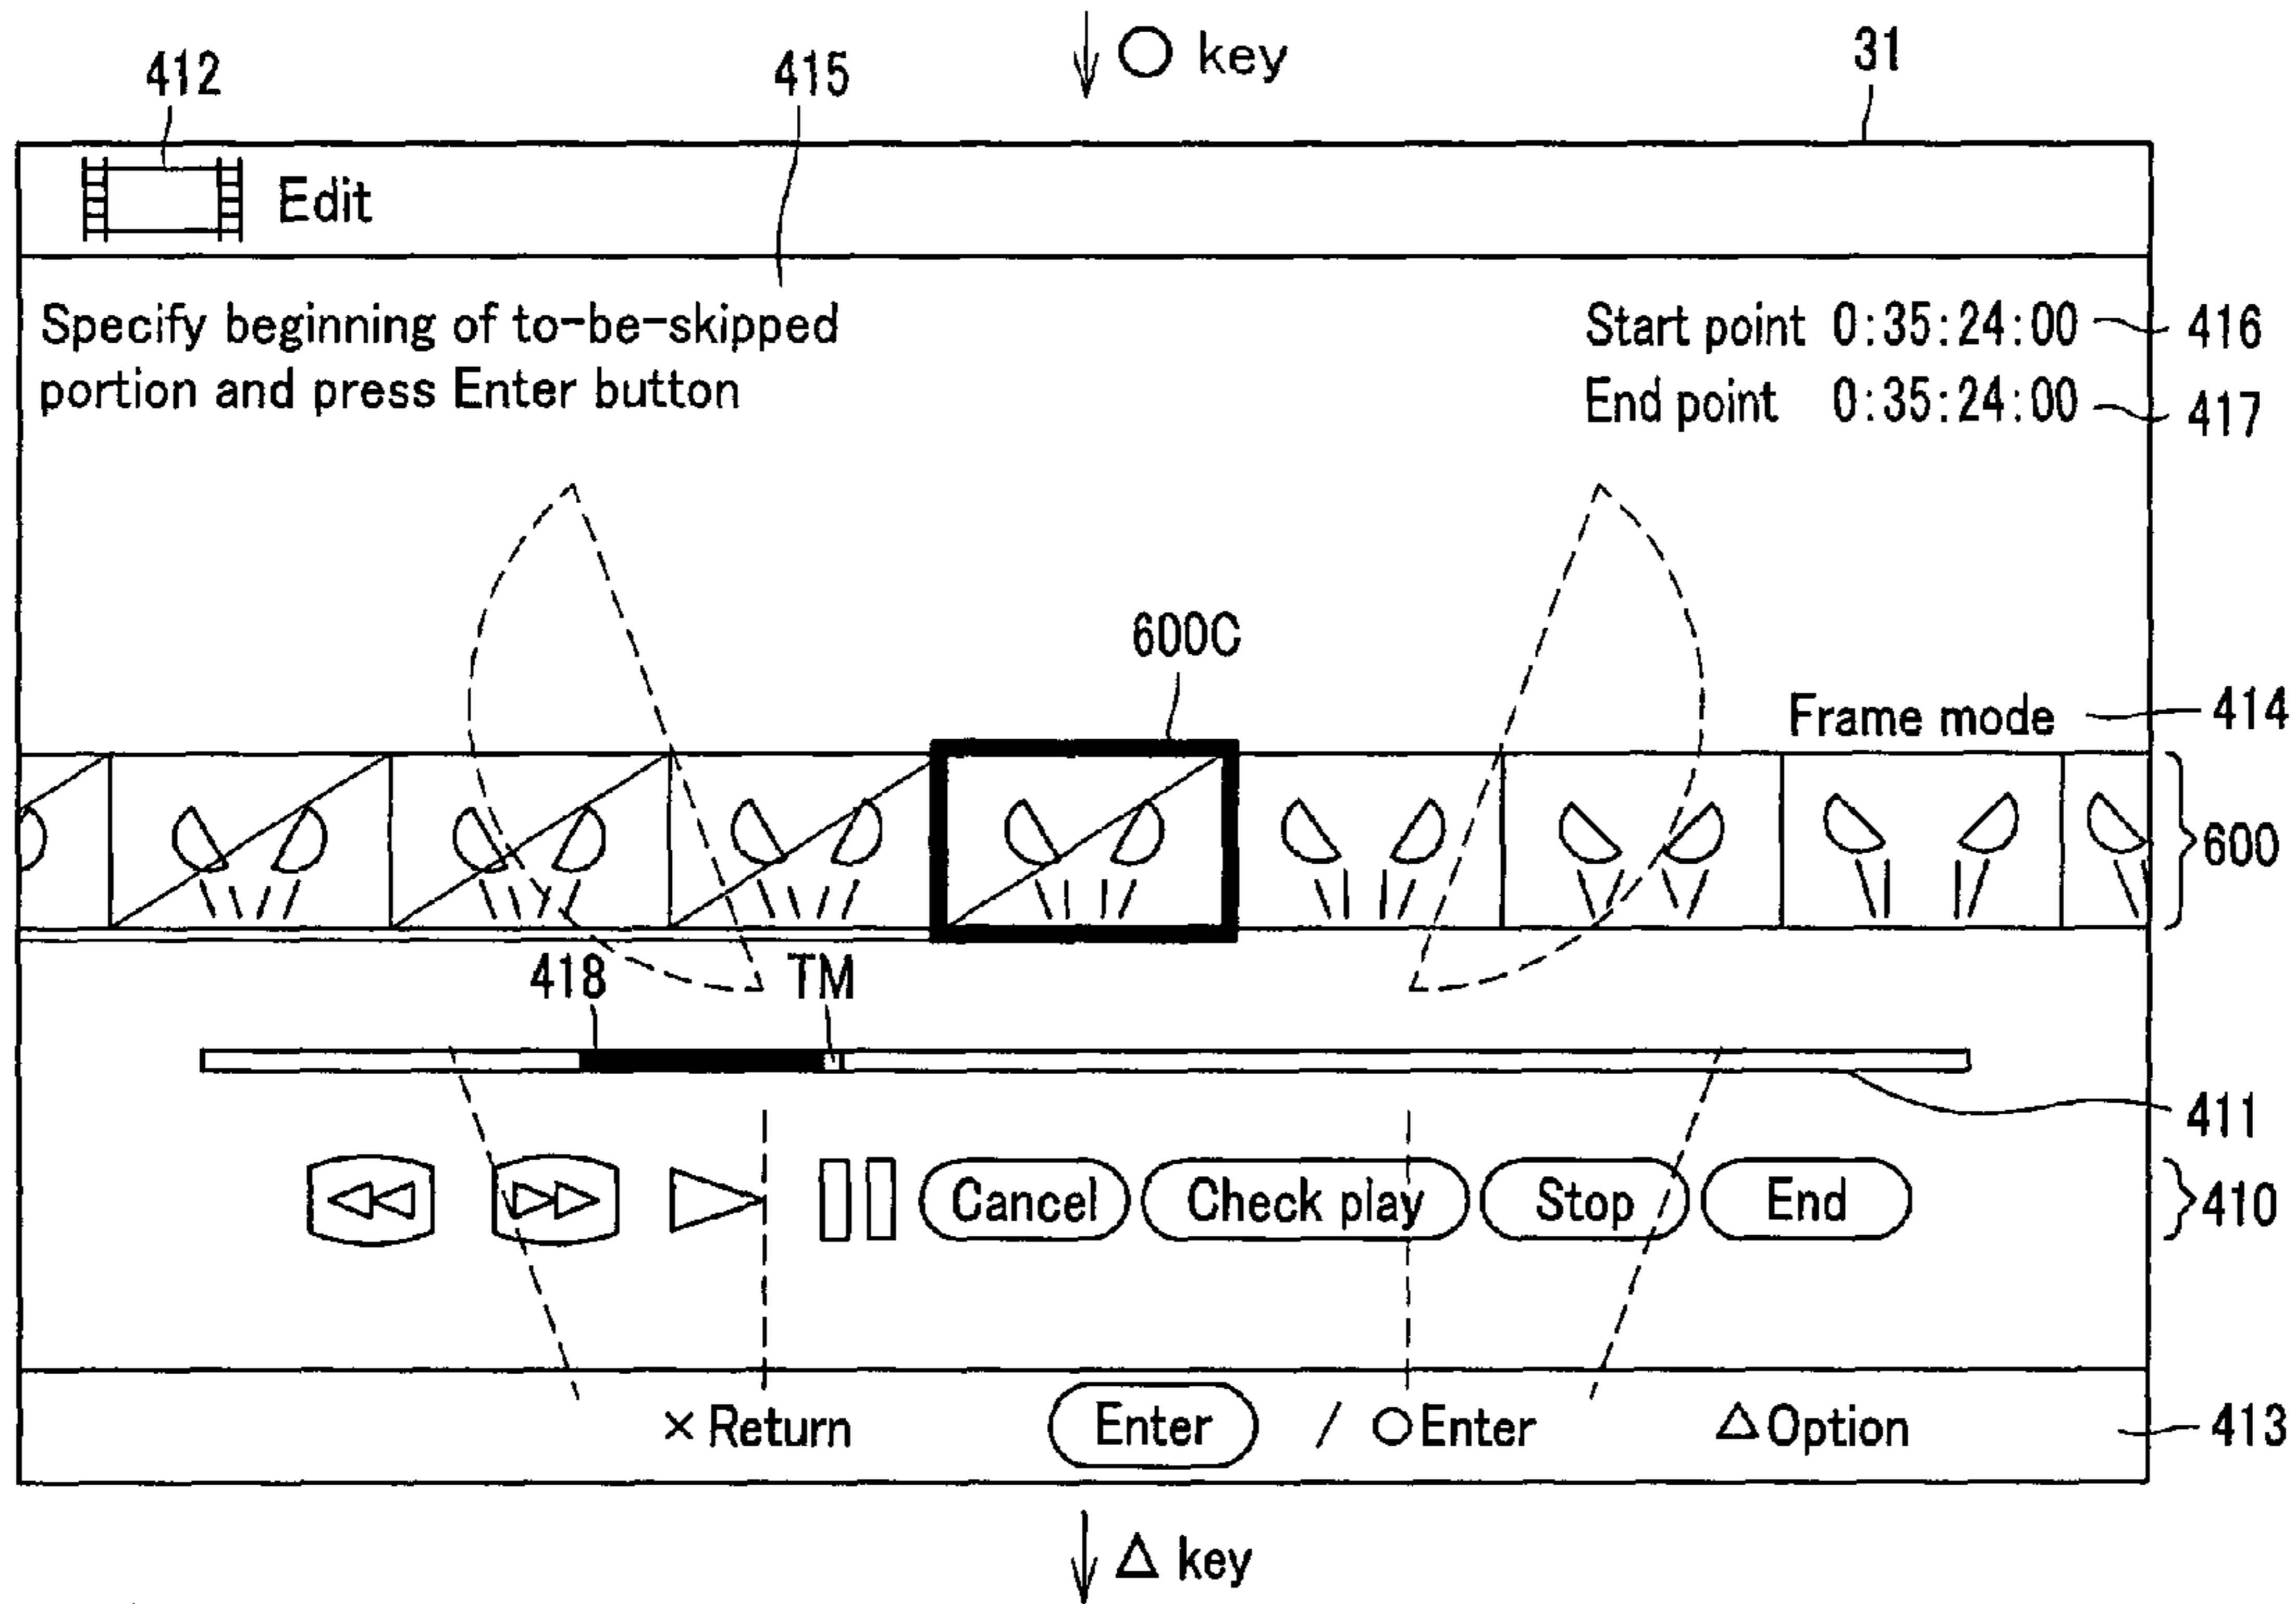 ○ key
412
415
31
Edit
Specify beginning of to-be-skipped
portion and press Enter button
Start point 0:35:24:00
416
End point 0:35:24:00
417
600C
Frame mode
414
600
418
TM
411
Cancel
Check play
Stop
End
410
× Return
Enter
/ ○ Enter
△ Option
413
△ key